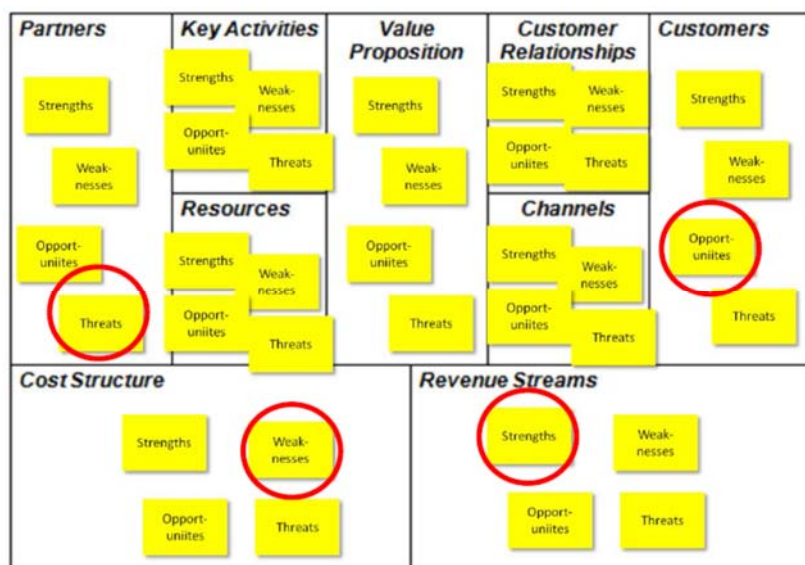 Partners
Strengths
Weak-
nesses
Opport-
uniites
Threats
Key Activities
Strengths
Weak-
nesses
Opport-
uniites
Threats
Resources
Strengths
Weak-
nesses
Opport-
uniites
Threats
Value
Proposition
Strengths
Weak-
nesses
Opport-
uniites
Threats
Customer
Relationships
Strengths
Weak-
nesses
Opport-
uniites
Threats
Channels
Strengths
Weak-
nesses
Opport-
uniites
Threats
Customers
Strengths
Weak-
nesses
Opport-
uniites
Threats
Cost Structure
Strengths
Weak-
nesses
Opport-
uniites
Threats
Revenue Streams
Strengths
Weak-
nesses
Opport-
uniites
Threats